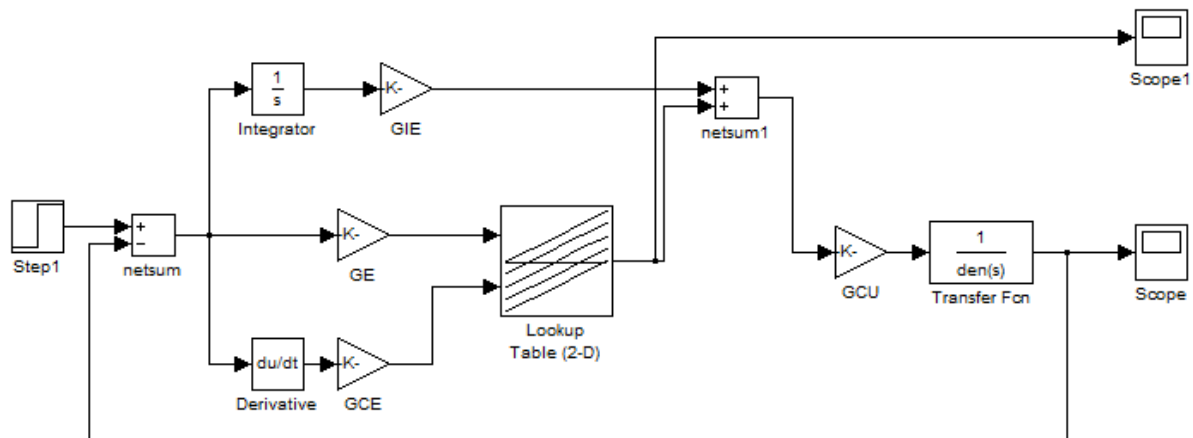 Scope1
1
s
Integrator
K-
GIE
+
+
netsum1
Step1
+
−
netsum
K-
GE
Lookup
Table (2-D)
K-
GCU
1
den(s)
Transfer Fcn
Scope
du/dt
Derivative
K-
GCE